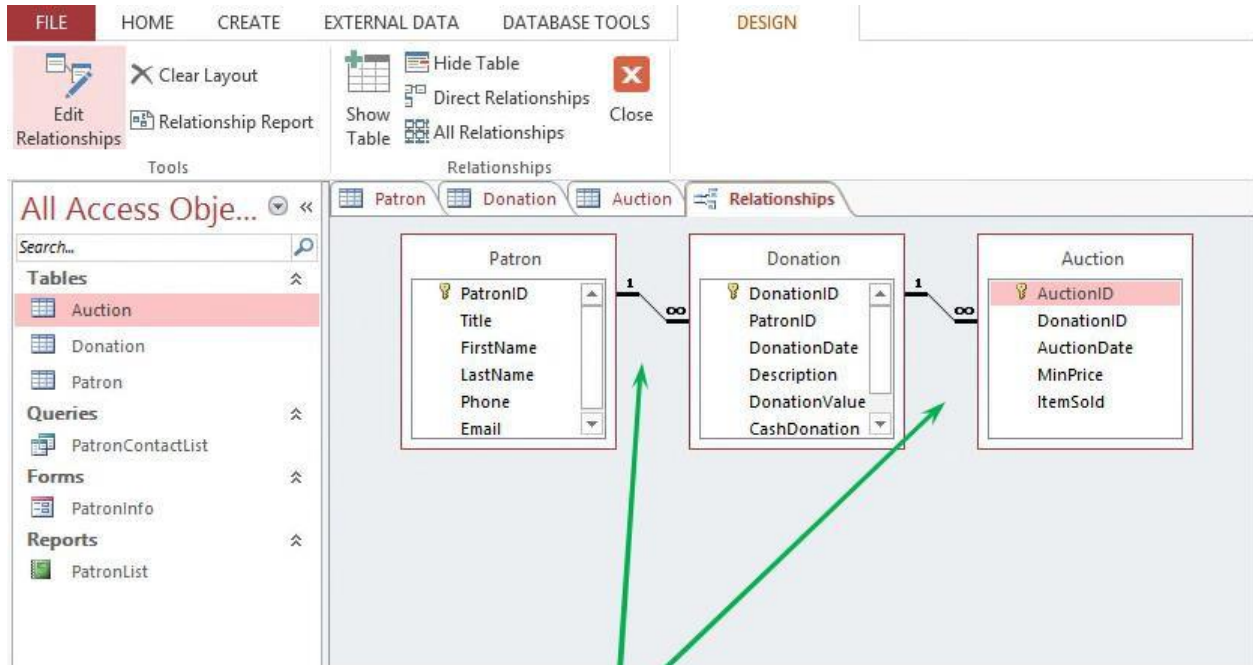 FILE HOME CREATE EXTERNAL DATA DATABASE TOOLS DESIGN
Edit
Relationships
Clear Layout
Relationship Report
Tools
Show
Table
Hide Table
Direct Relationships
All Relationships
Close
Relationships
All Access Obje...
Search...
Tables
Auction
Donation
Patron
Queries
PatronContactList
Forms
PatronInfo
Reports
PatronList
Patron Donation Auction Relationships
Patron
PatronID
Title
FirstName
LastName
Phone
Email
1
∞
Donation
DonationID
PatronID
DonationDate
Description
DonationValue
CashDonation
1
∞
Auction
AuctionID
DonationID
AuctionDate
MinPrice
ItemSold